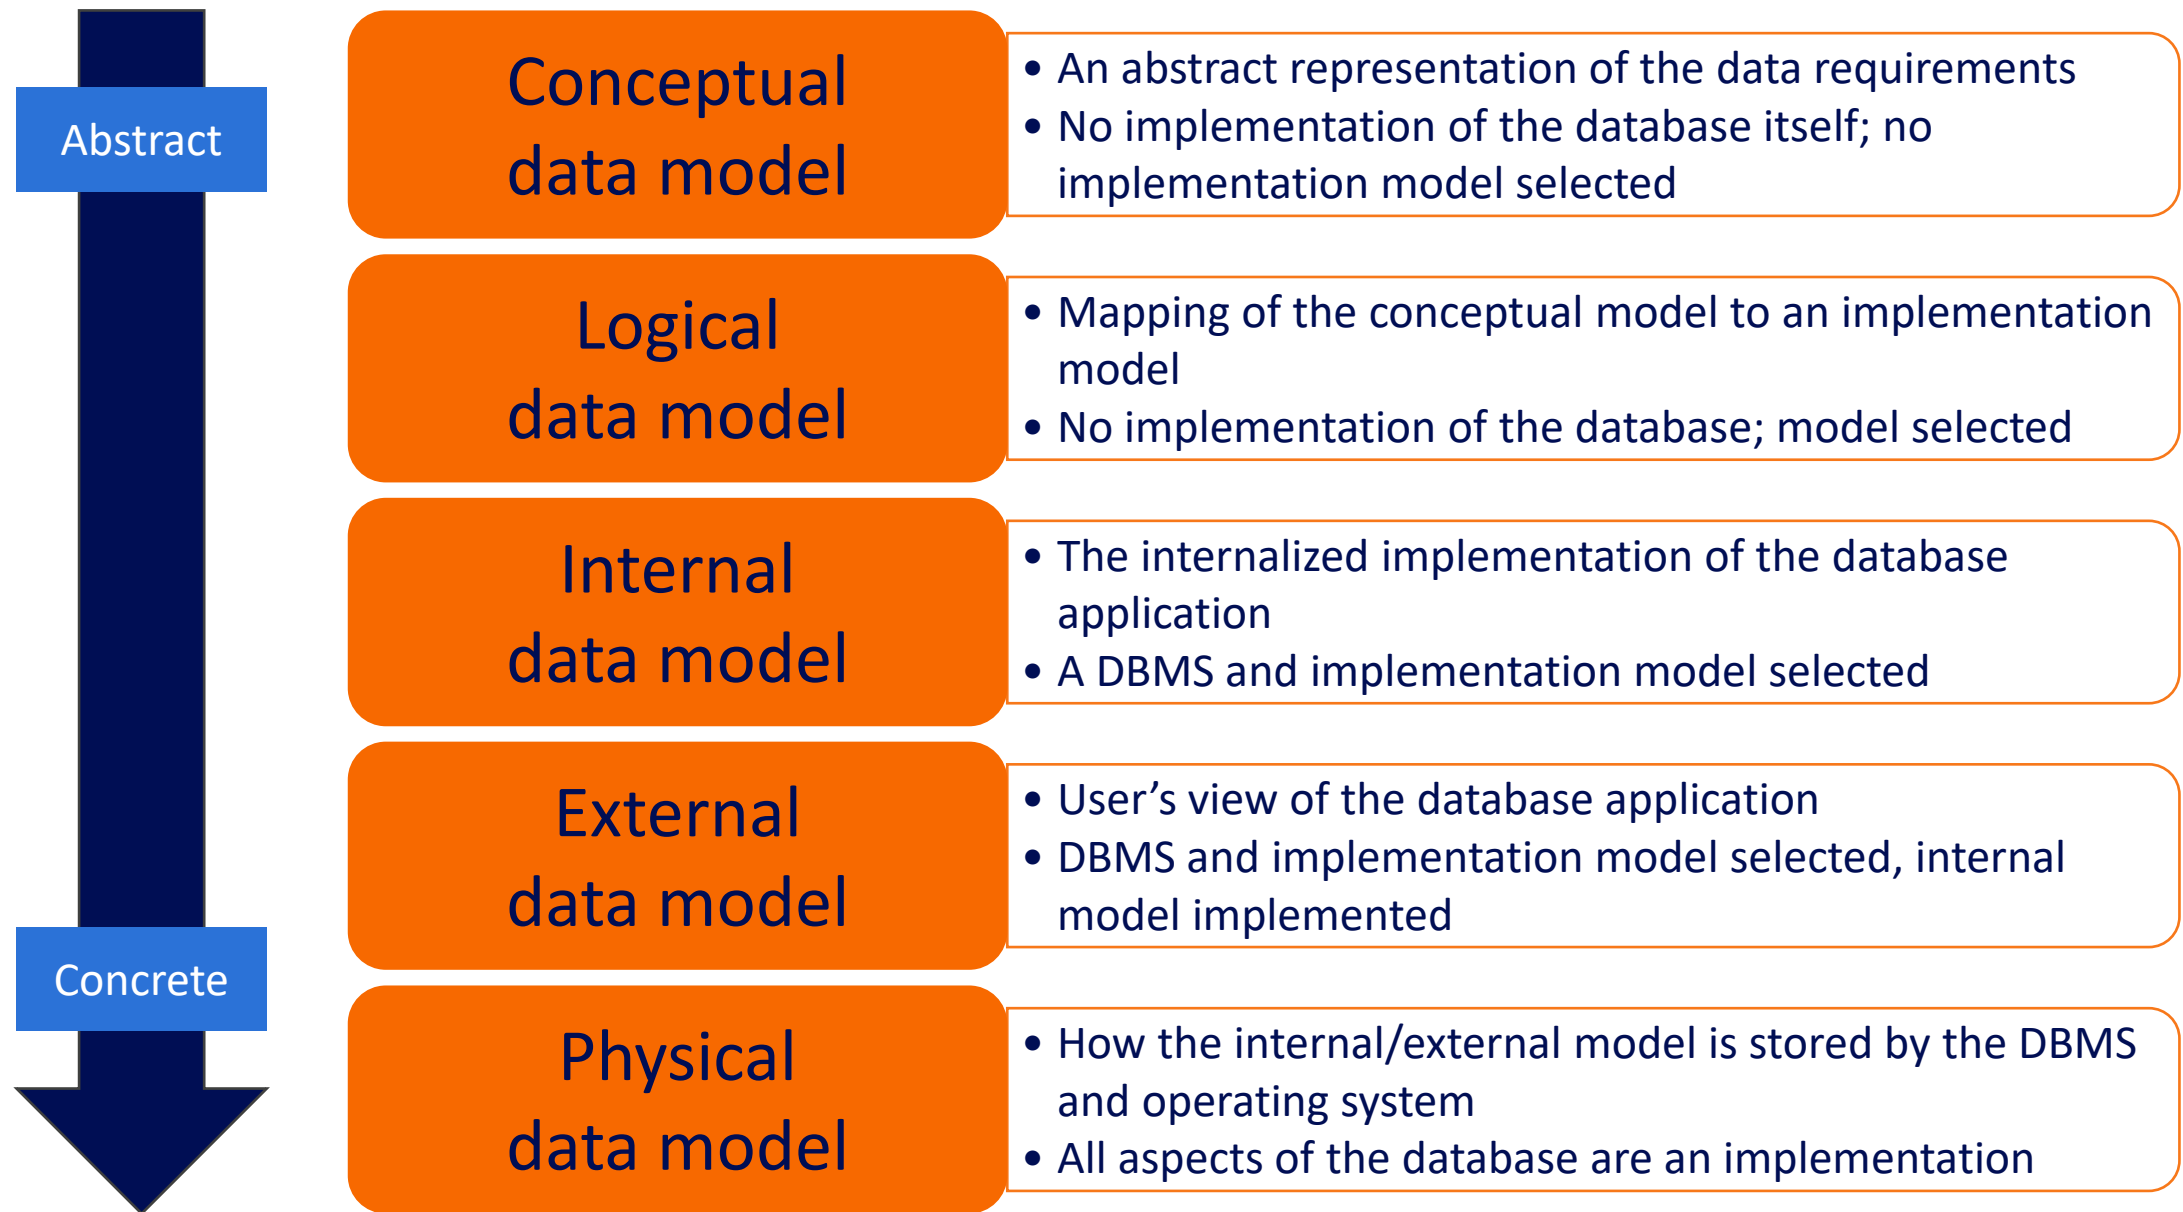 Abstract
Concrete
Conceptual
data model
• An abstract representation of the data requirements
• No implementation of the database itself; no
implementation model selected
Logical
data model
• Mapping of the conceptual model to an implementation
model
• No implementation of the database; model selected
Internal
data model
• The internalized implementation of the database
application
• A DBMS and implementation model selected
External
data model
• User’s view of the database application
• DBMS and implementation model selected, internal
model implemented
Physical
data model
• How the internal/external model is stored by the DBMS
and operating system
• All aspects of the database are an implementation